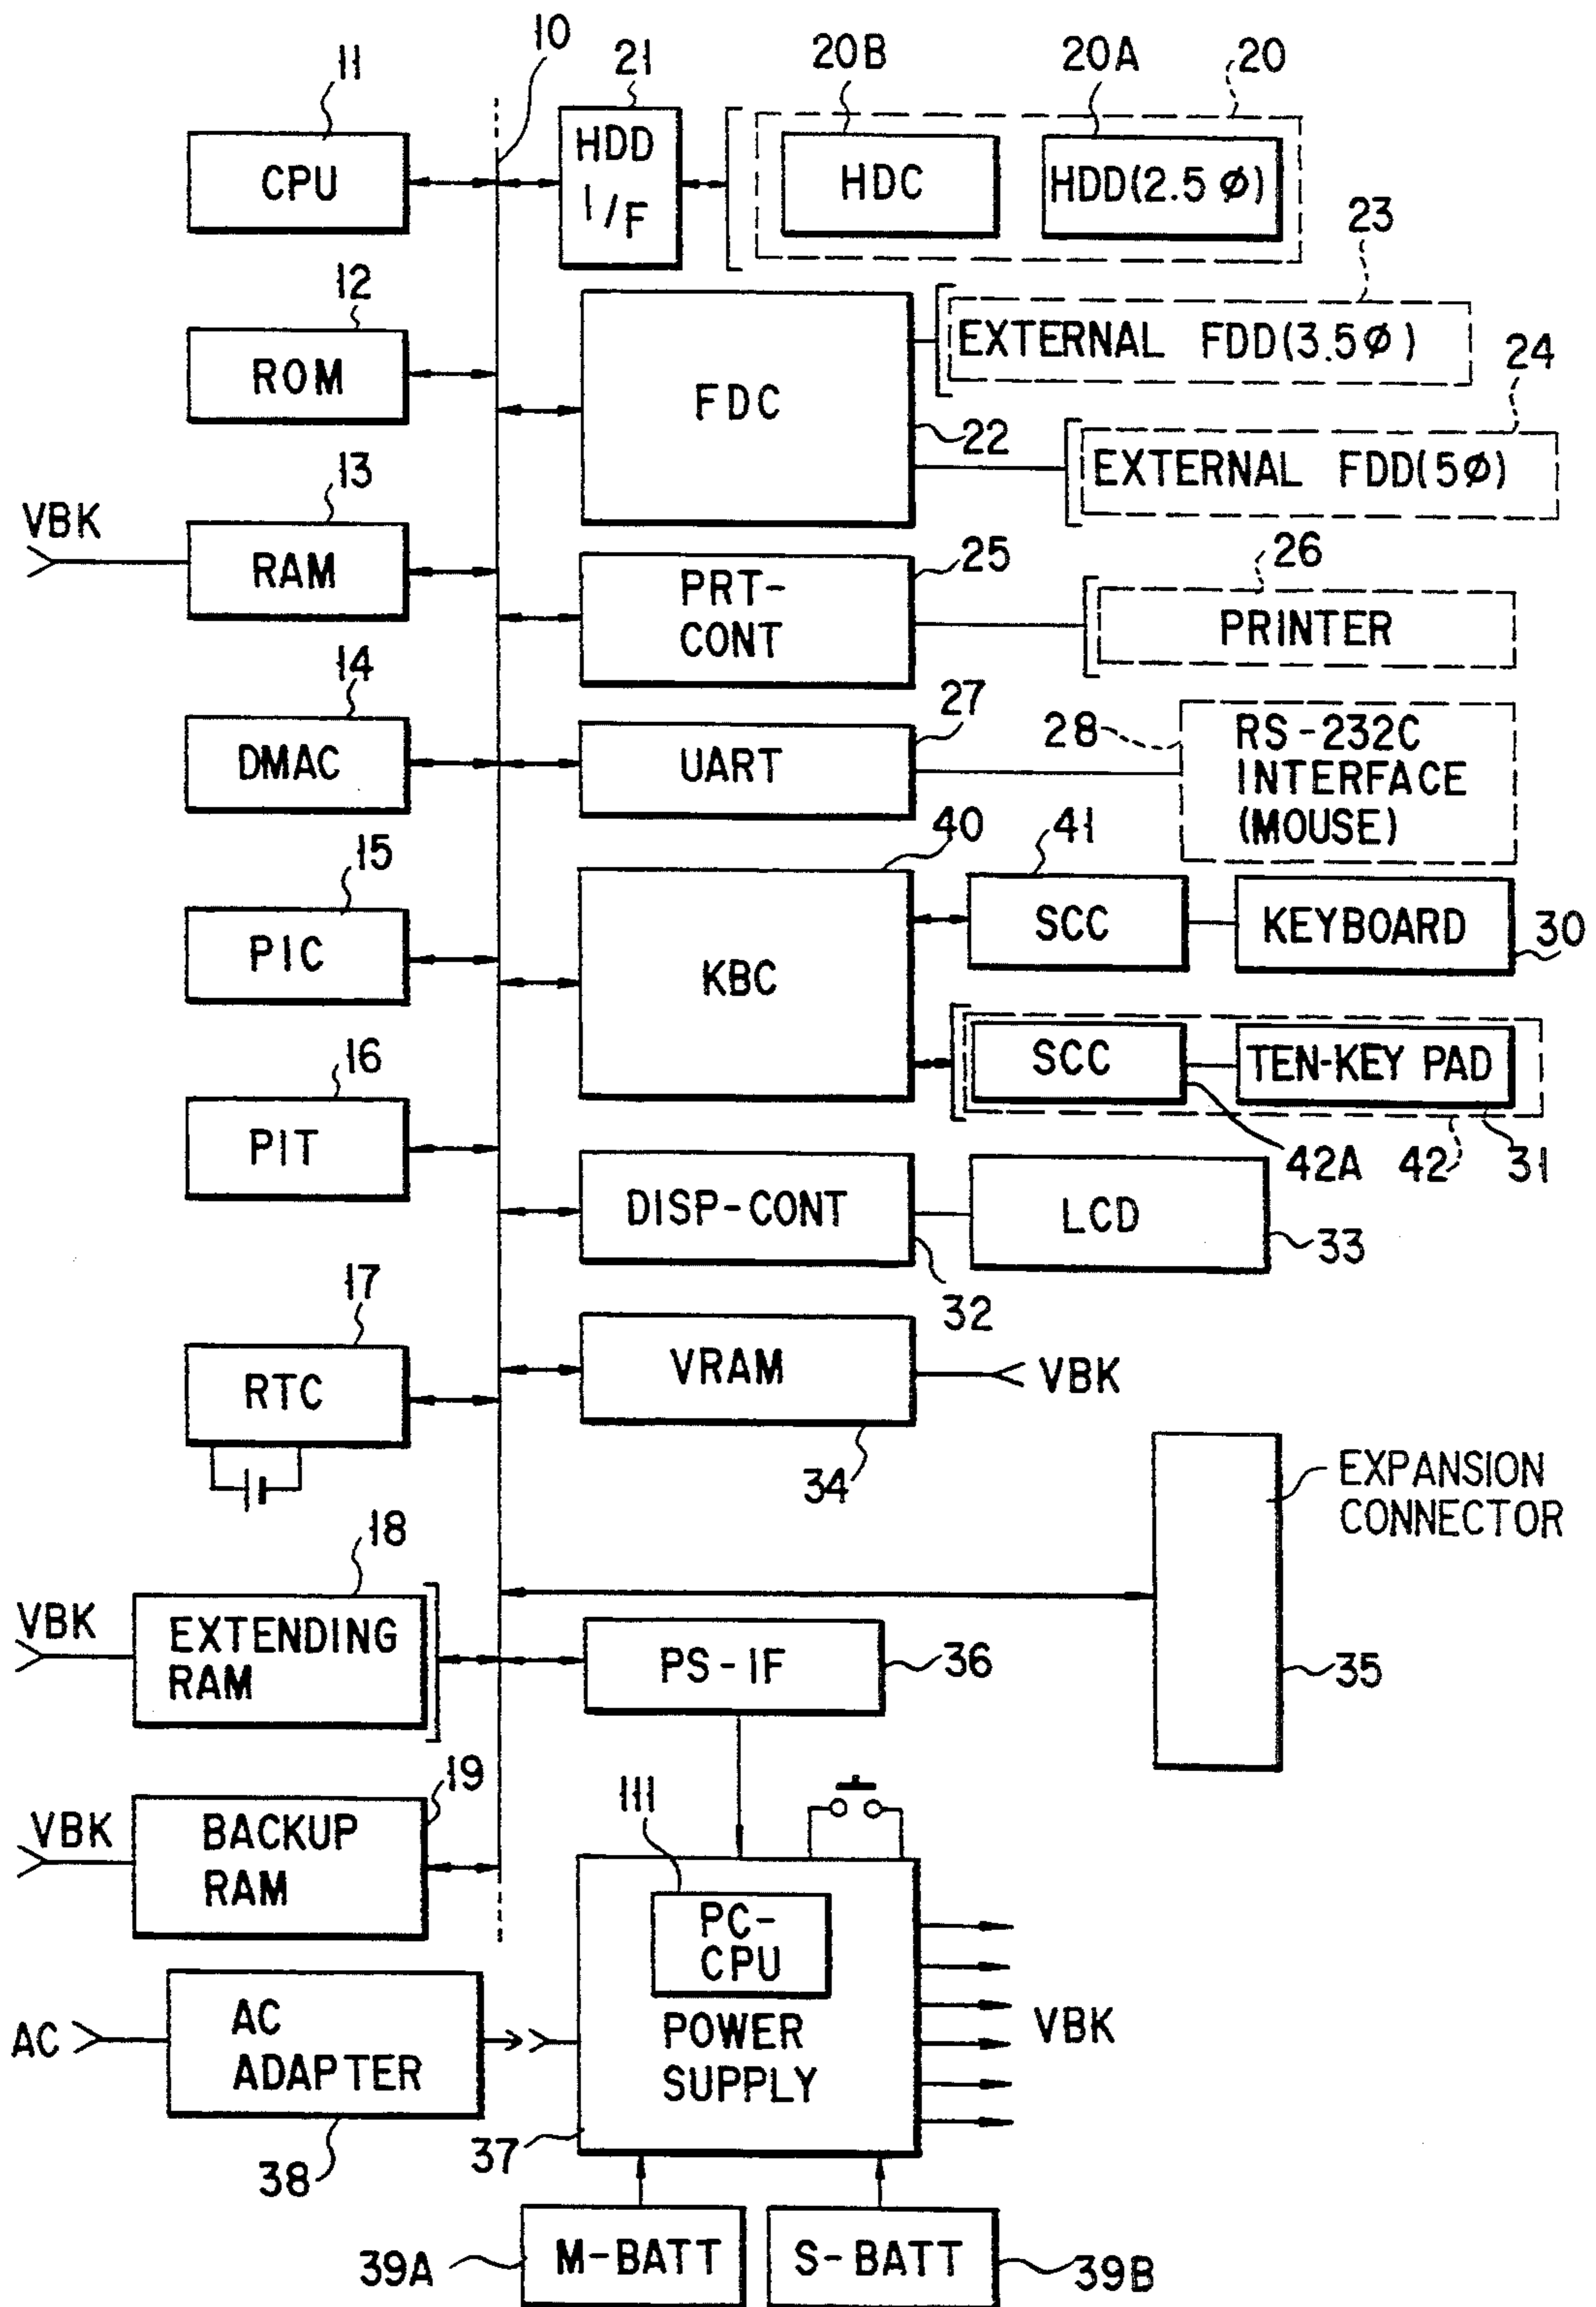 10
11
21
20B
20A
20
CPU
HDD
I/F
HDC
HDD(2.5 φ)
23
12
ROM
FDC
EXTERNAL FDD(3.5φ)
24
22
EXTERNAL FDD(5φ)
VBK
13
RAM
25
PRT-
CONT
26
PRINTER
14
DMAC
27
UART
28
RS-232C
INTERFACE
(MOUSE)
15
PIC
40
KBC
41
SCC
KEYBOARD
30
SCC
TEN-KEY PAD
42A
42
31
16
PIT
DISP-CONT
32
LCD
33
17
RTC
VRAM
VBK
34
EXPANSION
CONNECTOR
35
18
VBK
EXTENDING
RAM
PS-IF
36
19
VBK
BACKUP
RAM
111
PC-
CPU
POWER
SUPPLY
VBK
37
AC
AC
ADAPTER
38
39A
M-BATT
S-BATT
39B